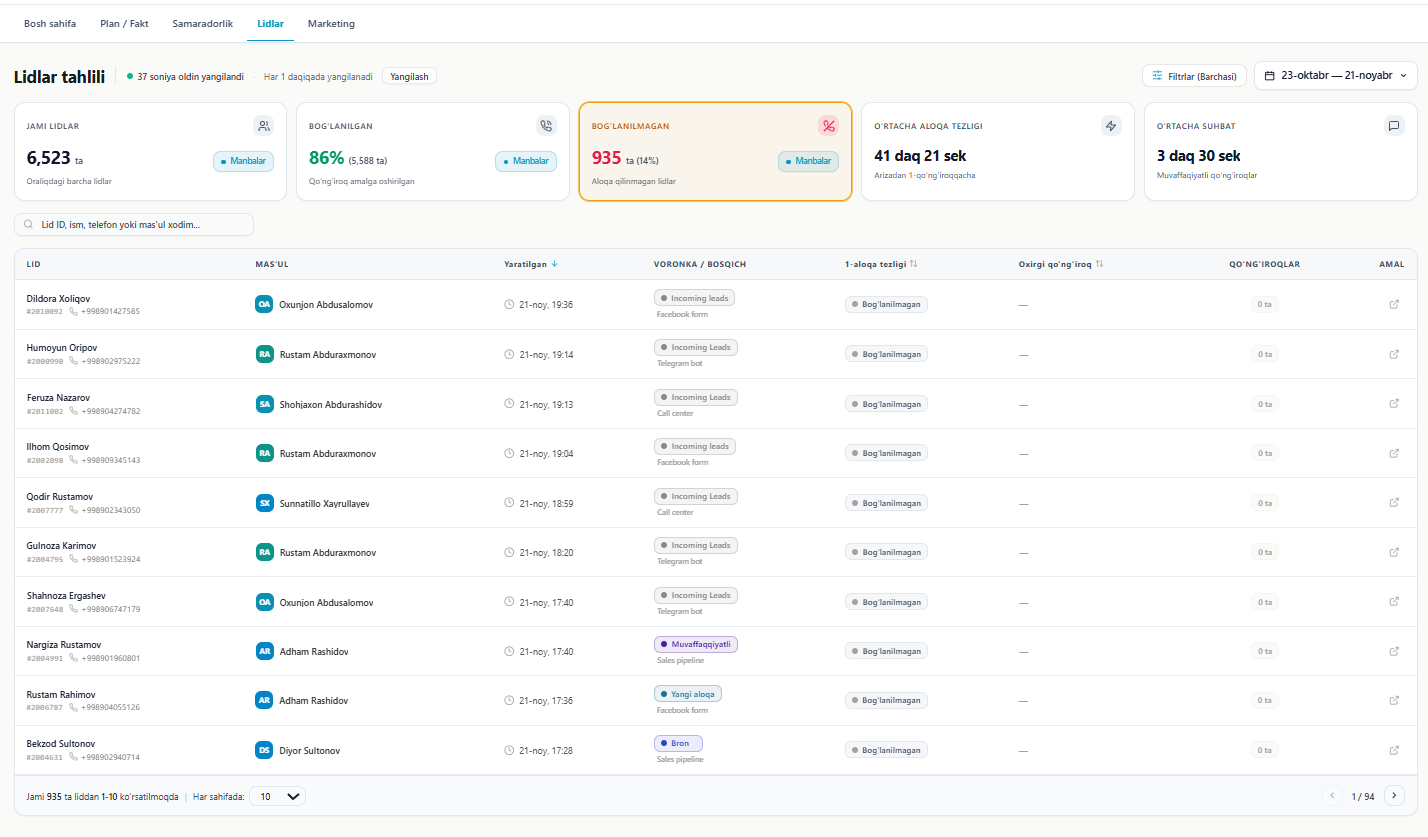 Bosh sahifa Plan / Fakt Samaradorlik Lidlar Marketing
Lidlar tahlili 37 soniya oldin yangilandi · Har 1 daqiqada yangilanadi Yangilash Filtrlar (Barchasi) 23-oktabr — 21-noyabr
JAMI LIDLAR
6,523 ta Manbalar
Oraliqdagi barcha lidlar
BOG'LANILGAN
86% (5,588 ta) Manbalar
Qo'ng'iroq amalga oshirilgan
BOG'LANILMAGAN
935 ta (14%) Manbalar
Aloqa qilinmagan lidlar
O'RTACHA ALOQA TEZLIGI
41 daq 21 sek
Arizadan 1-qo'ng'iroqqacha
O'RTACHA SUHBAT
3 daq 30 sek
Muvaffaqiyatli qo'ng'iroqlar
Lid ID, ism, telefon yoki mas'ul xodim...
LID MAS'UL Yaratilgan ↓ VORONKA / BOSQICH 1-aloqa tezligi ↑↓ Oxirgi qo'ng'iroq ↑↓ QO'NG'IROQLAR AMAL
Dildora Xoliqov
#2010092 +998901427585
OA Oxunjon Abdusalomov 21-noy, 19:36 Incoming leads
Facebook form
Bog'lanilmagan — 0 ta
Humoyun Oripov
#2000990 +998902975222
RA Rustam Abduraxmonov 21-noy, 19:14 Incoming Leads
Telegram bot
Bog'lanilmagan — 0 ta
Feruza Nazarov
#2011002 +998904274782
SA Shohjaxon Abdurashidov 21-noy, 19:13 Incoming Leads
Call center
Bog'lanilmagan — 0 ta
Ilhom Qosimov
#2002098 +998909345143
RA Rustam Abduraxmonov 21-noy, 19:04 Incoming leads
Facebook form
Bog'lanilmagan — 0 ta
Qodir Rustamov
#2007777 +998902343050
SX Sunnatillo Xayrullayev 21-noy, 18:59 Incoming Leads
Call center
Bog'lanilmagan — 0 ta
Gulnoza Karimov
#2004795 +998901523924
RA Rustam Abduraxmonov 21-noy, 18:20 Incoming Leads
Telegram bot
Bog'lanilmagan — 0 ta
Shahnoza Ergashev
#2007648 +998906747179
OA Oxunjon Abdusalomov 21-noy, 17:40 Incoming Leads
Telegram bot
Bog'lanilmagan — 0 ta
Nargiza Rustamov
#2004991 +998901960801
AR Adham Rashidov 21-noy, 17:40 Muvaffaqqiyatli
Sales pipeline
Bog'lanilmagan — 0 ta
Rustam Rahimov
#2006787 +998904055126
AR Adham Rashidov 21-noy, 17:36 Yangi aloqa
Facebook form
Bog'lanilmagan — 0 ta
Bekzod Sultonov
#2004631 +998902940714
DS Diyor Sultonov 21-noy, 17:28 Bron
Sales pipeline
Bog'lanilmagan — 0 ta
Jami 935 ta liddan 1-10 ko'rsatilmoqda | Har sahifada: 10 1 / 94